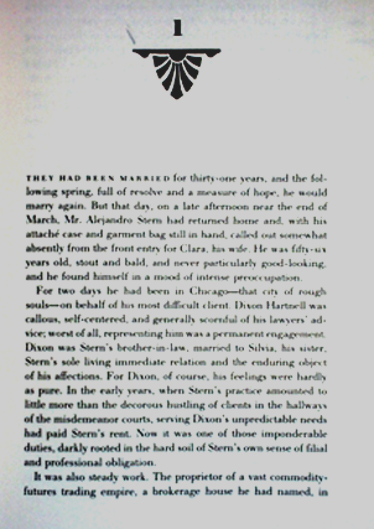 1
THEY HAD BEEN MARRIED for thirty-one years, and the fol-
lowing spring, full of resolve and a measure of hope, he would
marry again. But that day, on a late afternoon near the end of
March, Mr. Alejandro Stern had returned home and, with his
attaché case and garment bag still in hand, called out somewhat
absently from the front entry for Clara, his wife. He was fifty-six
years old, stout and bald, and never particularly good-looking,
and he found himself in a mood of intense preoccupation.
For two days he had been in Chicago—that city of rough
souls—on behalf of his most difficult client. Dixon Hartnell was
callous, self-centered, and generally scornful of his lawyers' ad-
vice; worst of all, representing him was a permanent engagement.
Dixon was Stern's brother-in-law, married to Silvia, his sister,
Stern's sole living immediate relation and the enduring object
of his affections. For Dixon, of course, his feelings were hardly
as pure. In the early years, when Stern's practice amounted to
little more than the decorous hustling of clients in the hallways
of the misdemeanor courts, serving Dixon's unpredictable needs
had paid Stern's rent. Now it was one of those imponderable
duties, darkly rooted in the hard soil of Stern's own sense of filial
and professional obligation.
It was also steady work. The proprietor of a vast commodity-
futures trading empire, a brokerage house he had named, in